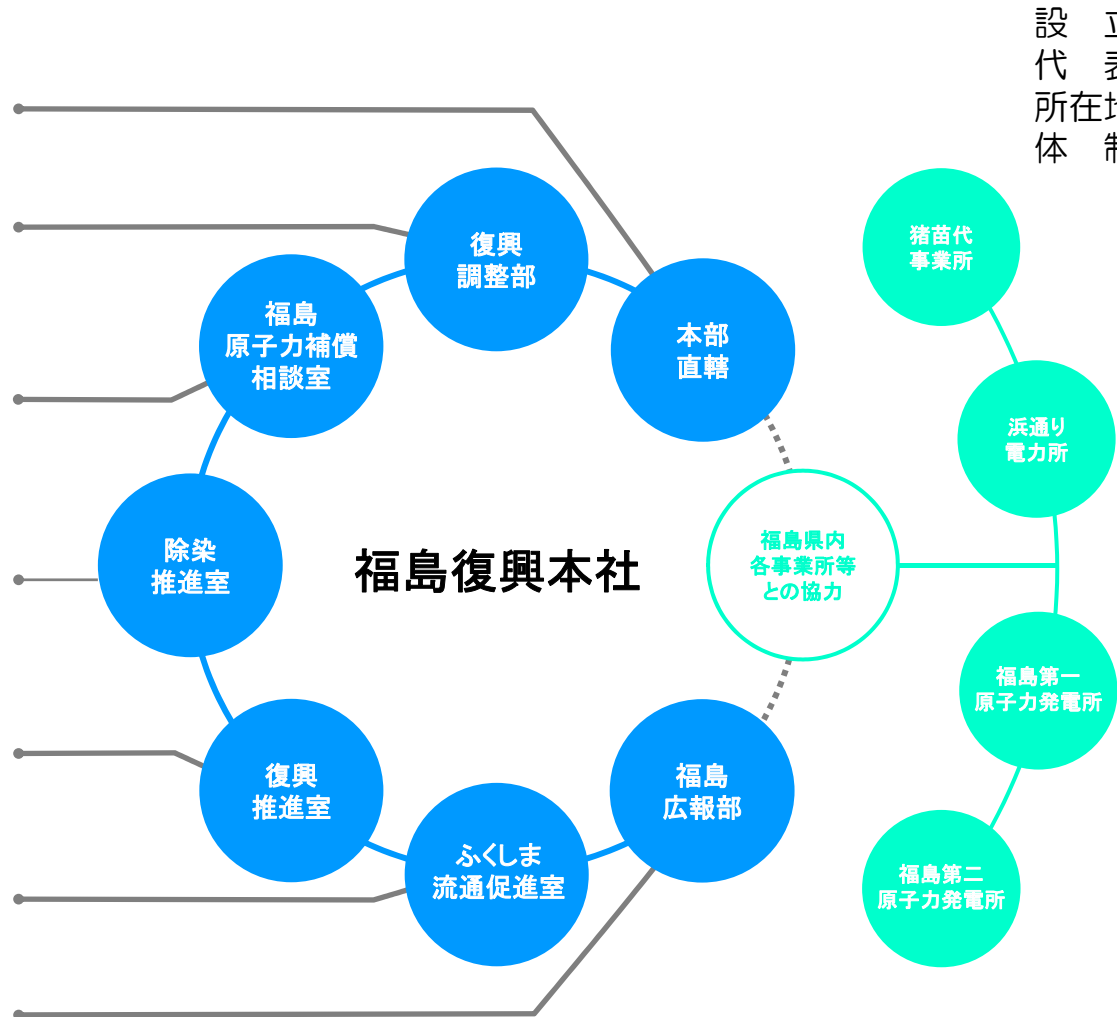 設 立
代 表
所在地
体 制
復興
調整部
福島
原子力補償
相談室
本部
直轄
除染
推進室
福島復興本社
福島県内
各事業所等
との協力
復興
推進室
ふくしま
流通促進室
福島
広報部
猪苗代
事業所
浜通り
電力所
福島第一
原子力発電所
福島第二
原子力発電所